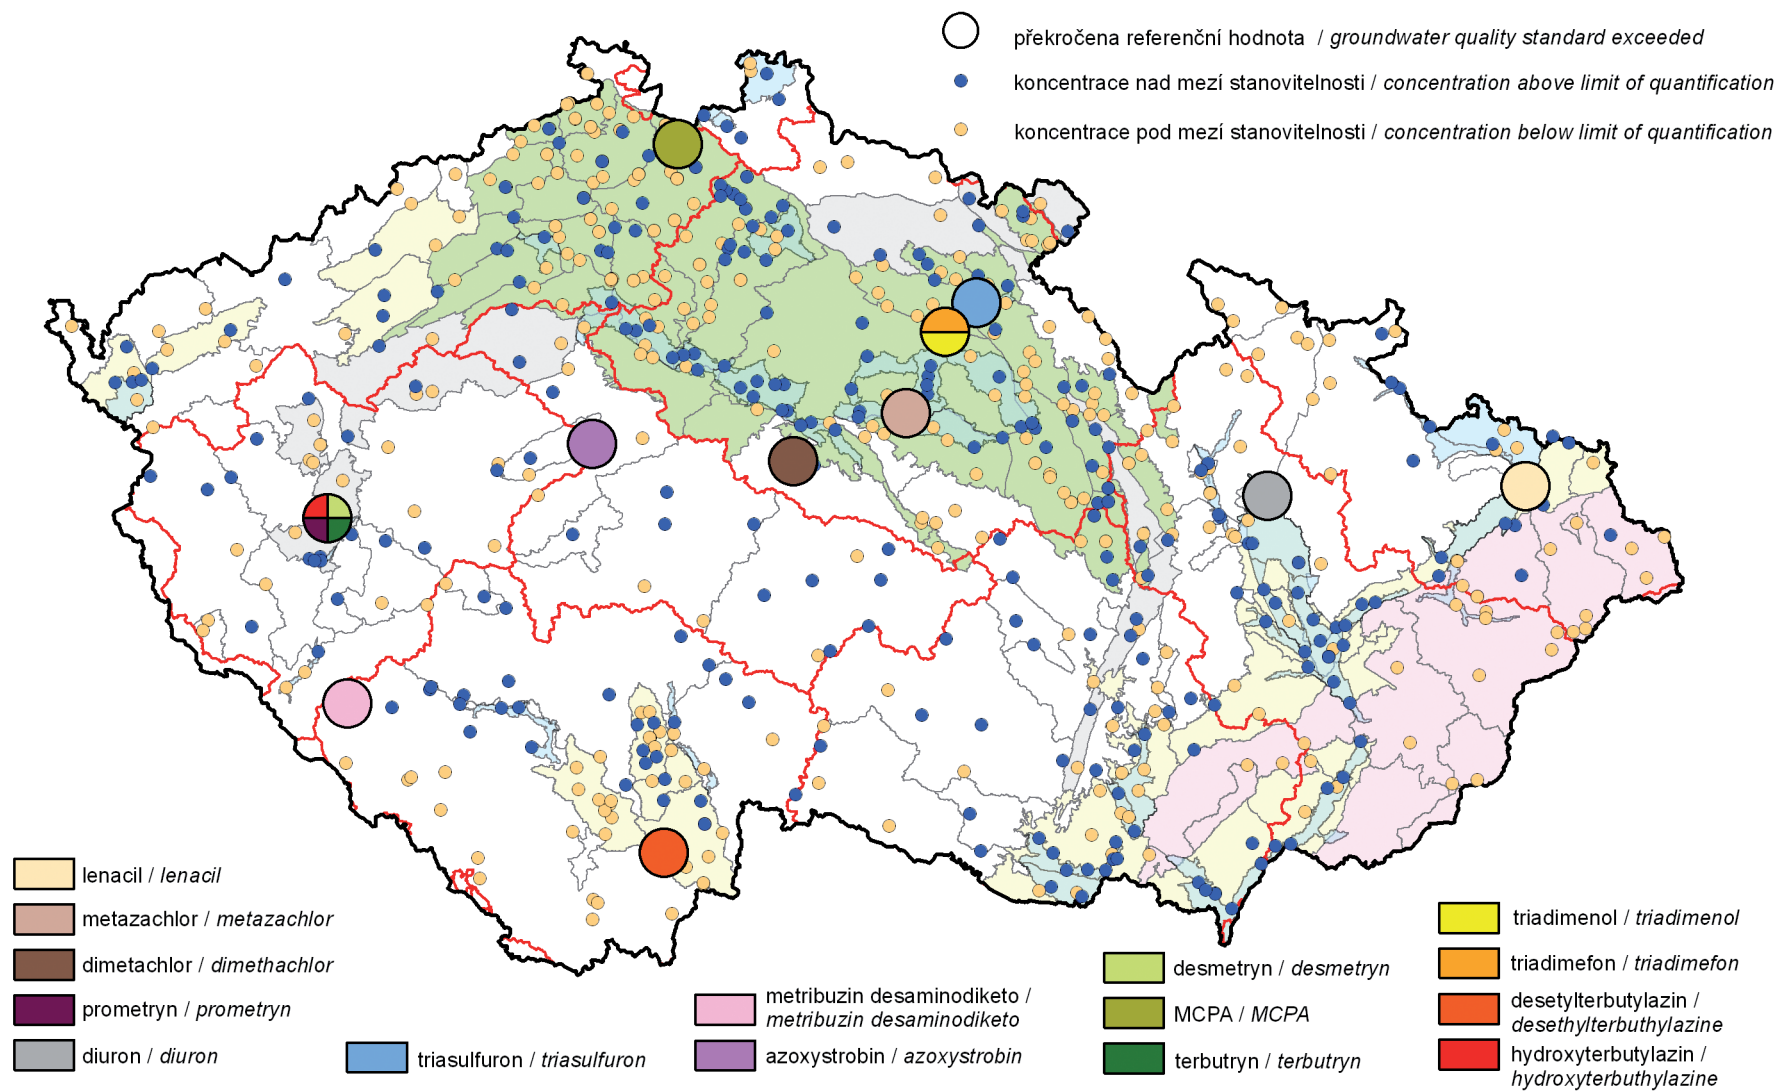 překročena referenční hodnota / groundwater quality standard exceeded
koncentrace nad mezí stanovitelnosti / concentration above limit of quantification
koncentrace pod mezí stanovitelnosti / concentration below limit of quantification
lenacil / lenacil
metazachlor / metazachlor
dimetachlor / dimethachlor
prometryn / prometryn
diuron / diuron
triasulfuron / triasulfuron
metribuzin desaminodiketo /
metribuzin desaminodiketo
azoxystrobin / azoxystrobin
desmetryn / desmetryn
MCPA / MCPA
terbutryn / terbutryn
triadimenol / triadimenol
triadimefon / triadimefon
desetylterbutylazin /
desethylterbuthylazine
hydroxyterbutylazin /
hydroxyterbuthylazine